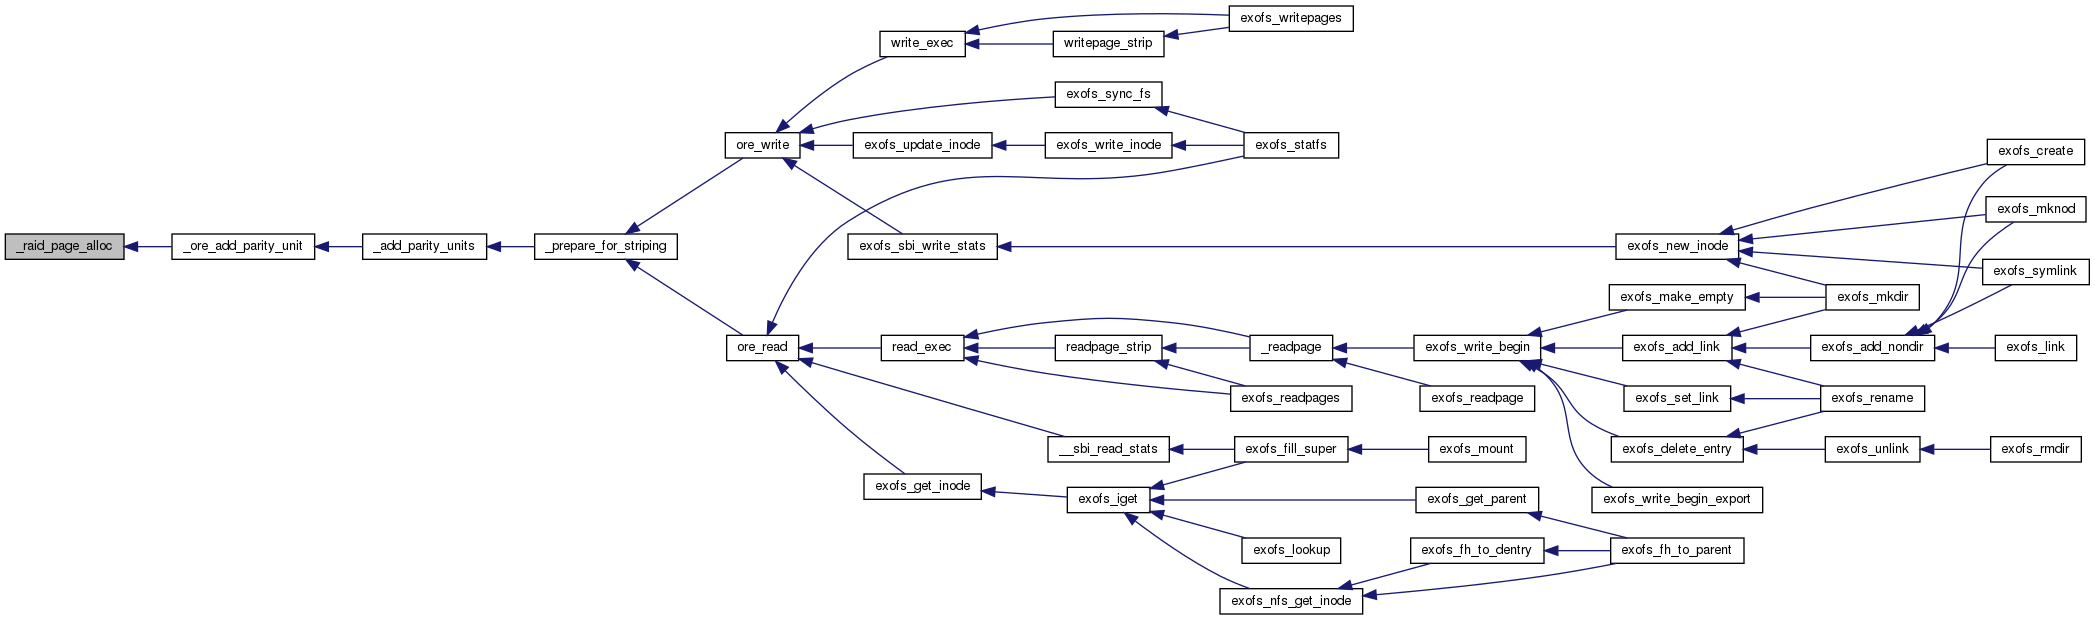 exofs_writepages
write_exec
writepage_strip
exofs_sync_fs
ore_write
exofs_update_inode
exofs_write_inode
exofs_statfs
exofs_create
exofs_mknod
_raid_page_alloc
_ore_add_parity_unit
_add_parity_units
_prepare_for_striping
exofs_sbi_write_stats
exofs_new_inode
exofs_symlink
exofs_make_empty
exofs_mkdir
ore_read
read_exec
readpage_strip
_readpage
exofs_write_begin
exofs_add_link
exofs_add_nondir
exofs_link
exofs_readpages
exofs_readpage
exofs_set_link
exofs_rename
__sbi_read_stats
exofs_fill_super
exofs_mount
exofs_delete_entry
exofs_unlink
exofs_rmdir
exofs_get_inode
exofs_iget
exofs_get_parent
exofs_write_begin_export
exofs_lookup
exofs_fh_to_dentry
exofs_fh_to_parent
exofs_nfs_get_inode